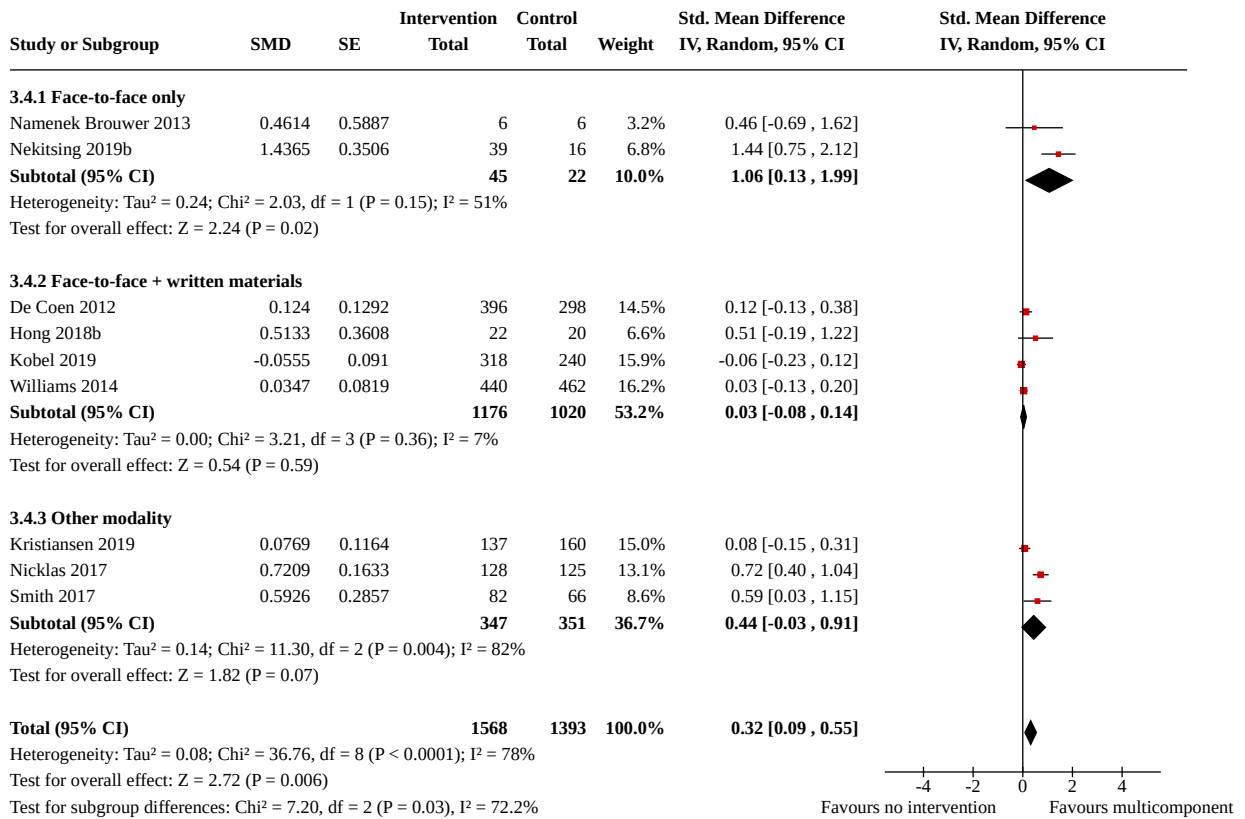 Intervention Control Std. Mean Difference Std. Mean Difference
Study or Subgroup SMD SE Total Total Weight IV, Random, 95% CI IV, Random, 95% CI
3.4.1 Face-to-face only
Namenek Brouwer 2013 0.4614 0.5887 6 6 3.2% 0.46 [-0.69 , 1.62]
Nekitsing 2019b 1.4365 0.3506 39 16 6.8% 1.44 [0.75 , 2.12]
Subtotal (95% CI) 45 22 10.0% 1.06 [0.13 , 1.99]
Heterogeneity: Tau² = 0.24; Chi² = 2.03, df = 1 (P = 0.15); I² = 51%
Test for overall effect: Z = 2.24 (P = 0.02)
3.4.2 Face-to-face + written materials
De Coen 2012 0.124 0.1292 396 298 14.5% 0.12 [-0.13 , 0.38]
Hong 2018b 0.5133 0.3608 22 20 6.6% 0.51 [-0.19 , 1.22]
Kobel 2019 -0.0555 0.091 318 240 15.9% -0.06 [-0.23 , 0.12]
Williams 2014 0.0347 0.0819 440 462 16.2% 0.03 [-0.13 , 0.20]
Subtotal (95% CI) 1176 1020 53.2% 0.03 [-0.08 , 0.14]
Heterogeneity: Tau² = 0.00; Chi² = 3.21, df = 3 (P = 0.36); I² = 7%
Test for overall effect: Z = 0.54 (P = 0.59)
3.4.3 Other modality
Kristiansen 2019 0.0769 0.1164 137 160 15.0% 0.08 [-0.15 , 0.31]
Nicklas 2017 0.7209 0.1633 128 125 13.1% 0.72 [0.40 , 1.04]
Smith 2017 0.5926 0.2857 82 66 8.6% 0.59 [0.03 , 1.15]
Subtotal (95% CI) 347 351 36.7% 0.44 [-0.03 , 0.91]
Heterogeneity: Tau² = 0.14; Chi² = 11.30, df = 2 (P = 0.004); I² = 82%
Test for overall effect: Z = 1.82 (P = 0.07)
Total (95% CI) 1568 1393 100.0% 0.32 [0.09 , 0.55]
Heterogeneity: Tau² = 0.08; Chi² = 36.76, df = 8 (P < 0.0001); I² = 78%
Test for overall effect: Z = 2.72 (P = 0.006)
-4 -2 0 2 4
Test for subgroup differences: Chi² = 7.20, df = 2 (P = 0.03), I² = 72.2%
Favours no intervention Favours multicomponent